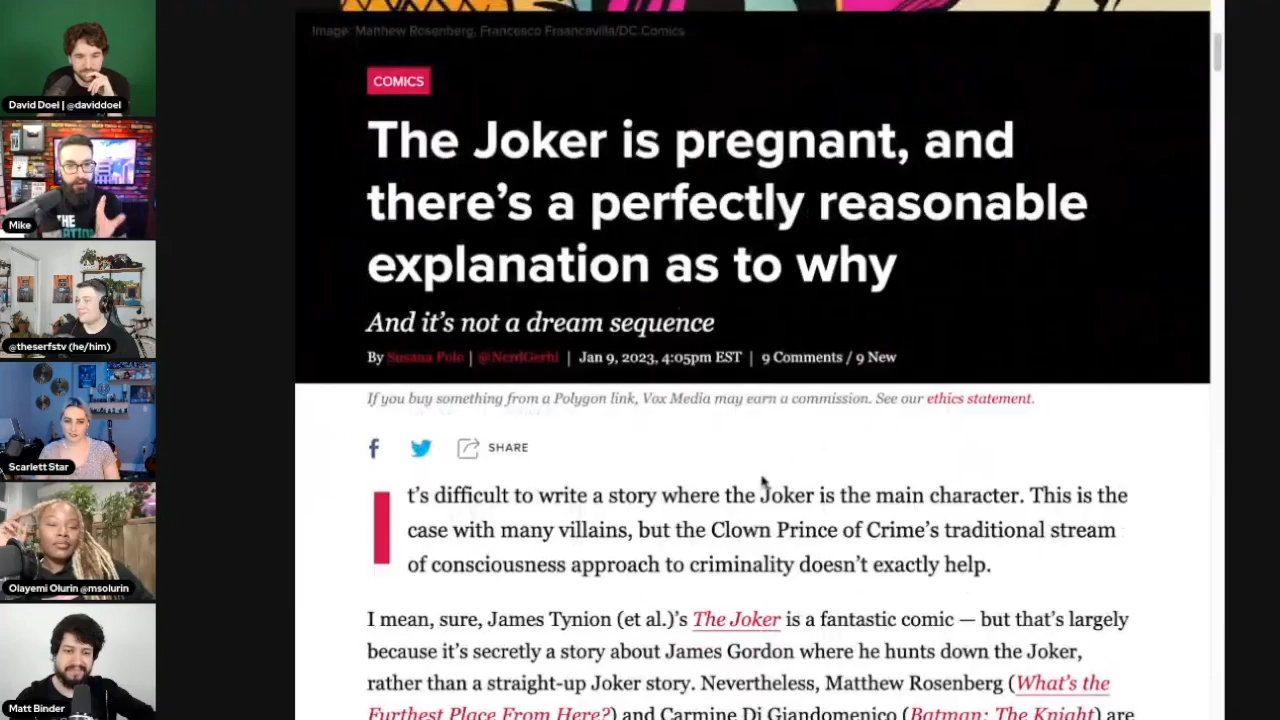 David Doel | @daviddoel
Mike
@theserfstv (he/him)
Scarlett Star
Olayemi Olurin @msolurin
Matt Binder
THE
Image: Matthew Rosenberg, Francesco Fraancavilla/DC Comics
COMICS
The Joker is pregnant, and
there’s a perfectly reasonable
explanation as to why
And it’s not a dream sequence
By Susana Polo | @NerdGerhl | Jan 9, 2023, 4:05pm EST | 9 Comments / 9 New
If you buy something from a Polygon link, Vox Media may earn a commission. See our ethics statement.
SHARE
It’s difficult to write a story where the Joker is the main character. This is the
case with many villains, but the Clown Prince of Crime’s traditional stream
of consciousness approach to criminality doesn’t exactly help.
I mean, sure, James Tynion (et al.)’s The Joker is a fantastic comic — but that’s largely
because it’s secretly a story about James Gordon where he hunts down the Joker,
rather than a straight-up Joker story. Nevertheless, Matthew Rosenberg (What’s the
Furthest Place From Here?) and Carmine Di Giandomenico (Batman: The Knight) are